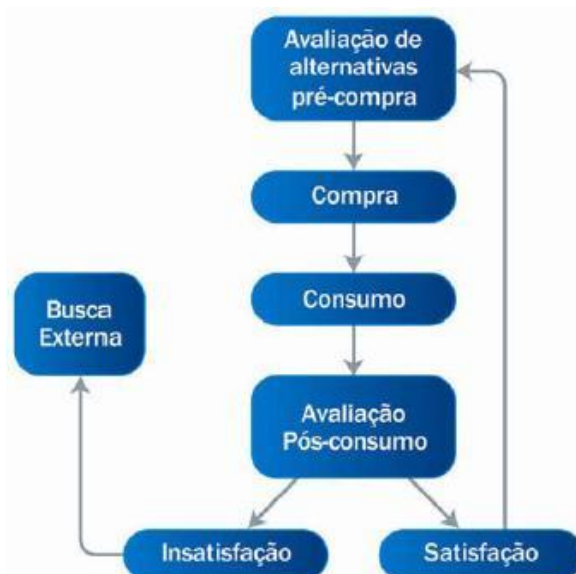 Avaliação de
alternativas
pré-compra
Compra
Consumo
Busca
Externa
Avaliação
Pós-consumo
Insatisfação
Satisfação